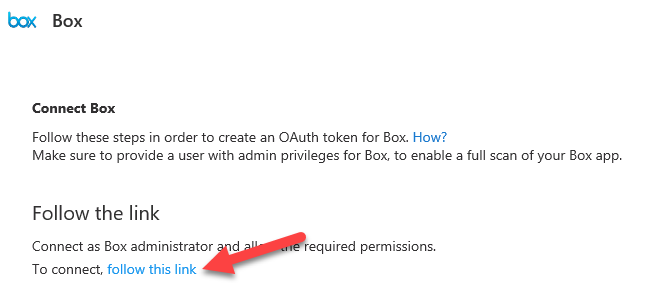 box Box
Connect Box
Follow these steps in order to create an OAuth token for Box. How?
Make sure to provide a user with admin privileges for Box, to enable a full scan of your Box app.
Follow the link
Connect as Box administrator and the required permissions.
To connect, follow this link